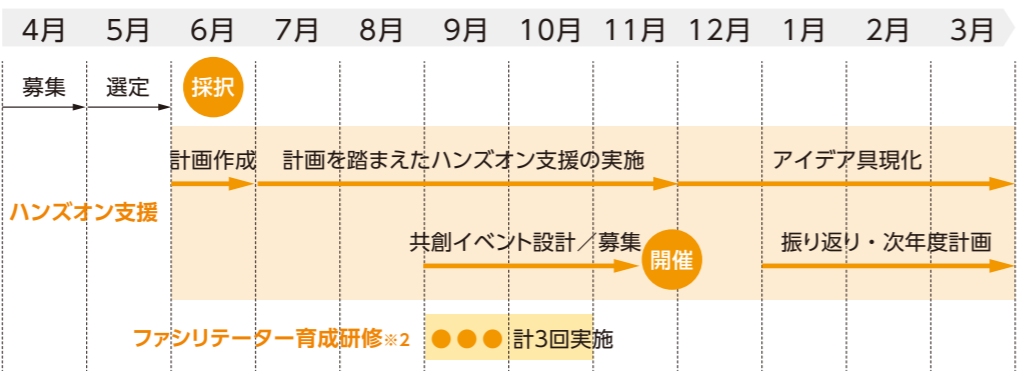 4月 5月 6月 7月 8月 9月 10月 11月 12月 1月 2月 3月
募集 選定 採択
計画作成 計画を踏まえたハンズオン支援の実施 アイデア具現化
ハンズオン支援
共創イベント設計／募集 開催 振り返り・次年度計画
ファシリテーター育成研修※2 計3回実施